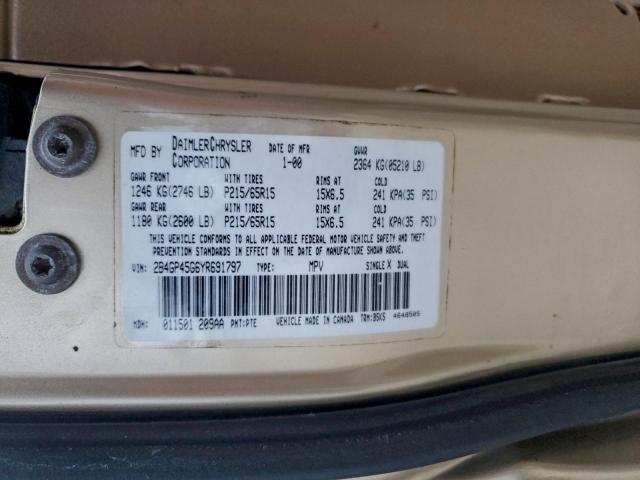 MFD BY DAIMLERCHRYSLER CORPORATION DATE OF MFR 1-00 GVWR 2364 KG(05210 LB)
GAWR FRONT WITH TIRES RIMS AT COLD
1246 KG(2746 LB) P215/65R15 15X6.5 241 KPA(35 PSI)
GAWR REAR WITH TIRES RIMS AT COLD
1180 KG(2600 LB) P215/65R15 15X6.5 241 KPA(35 PSI)
THIS VEHICLE CONFORMS TO ALL APPLICABLE FEDERAL MOTOR VEHICLE SAFETY AND THEFT
PREVENTION STANDARDS IN EFFECT ON THE DATE OF MANUFACTURE SHOWN ABOVE.
VIN: 2B4GP45G6YR691797 TYPE: MPV SINGLE X DUAL
MDH: 011501 209AA PNT:PTE VEHICLE MADE IN CANADA TRM:B5K5 4648505